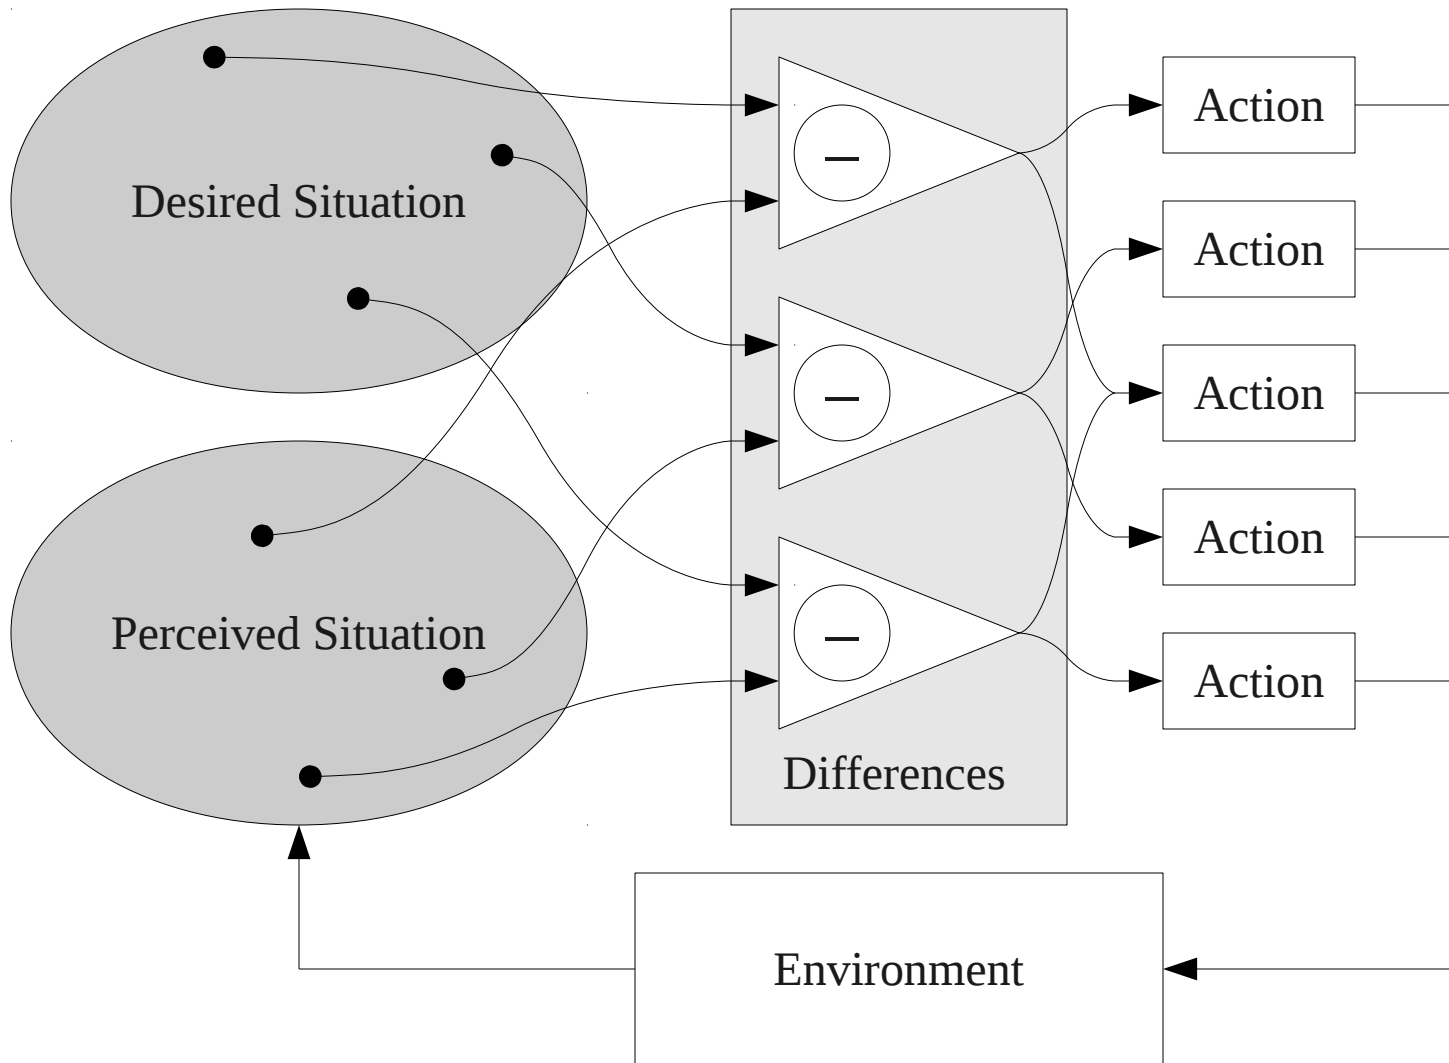 Desired Situation
Perceived Situation
–
–
–
Differences
Action
Action
Action
Action
Action
Environment